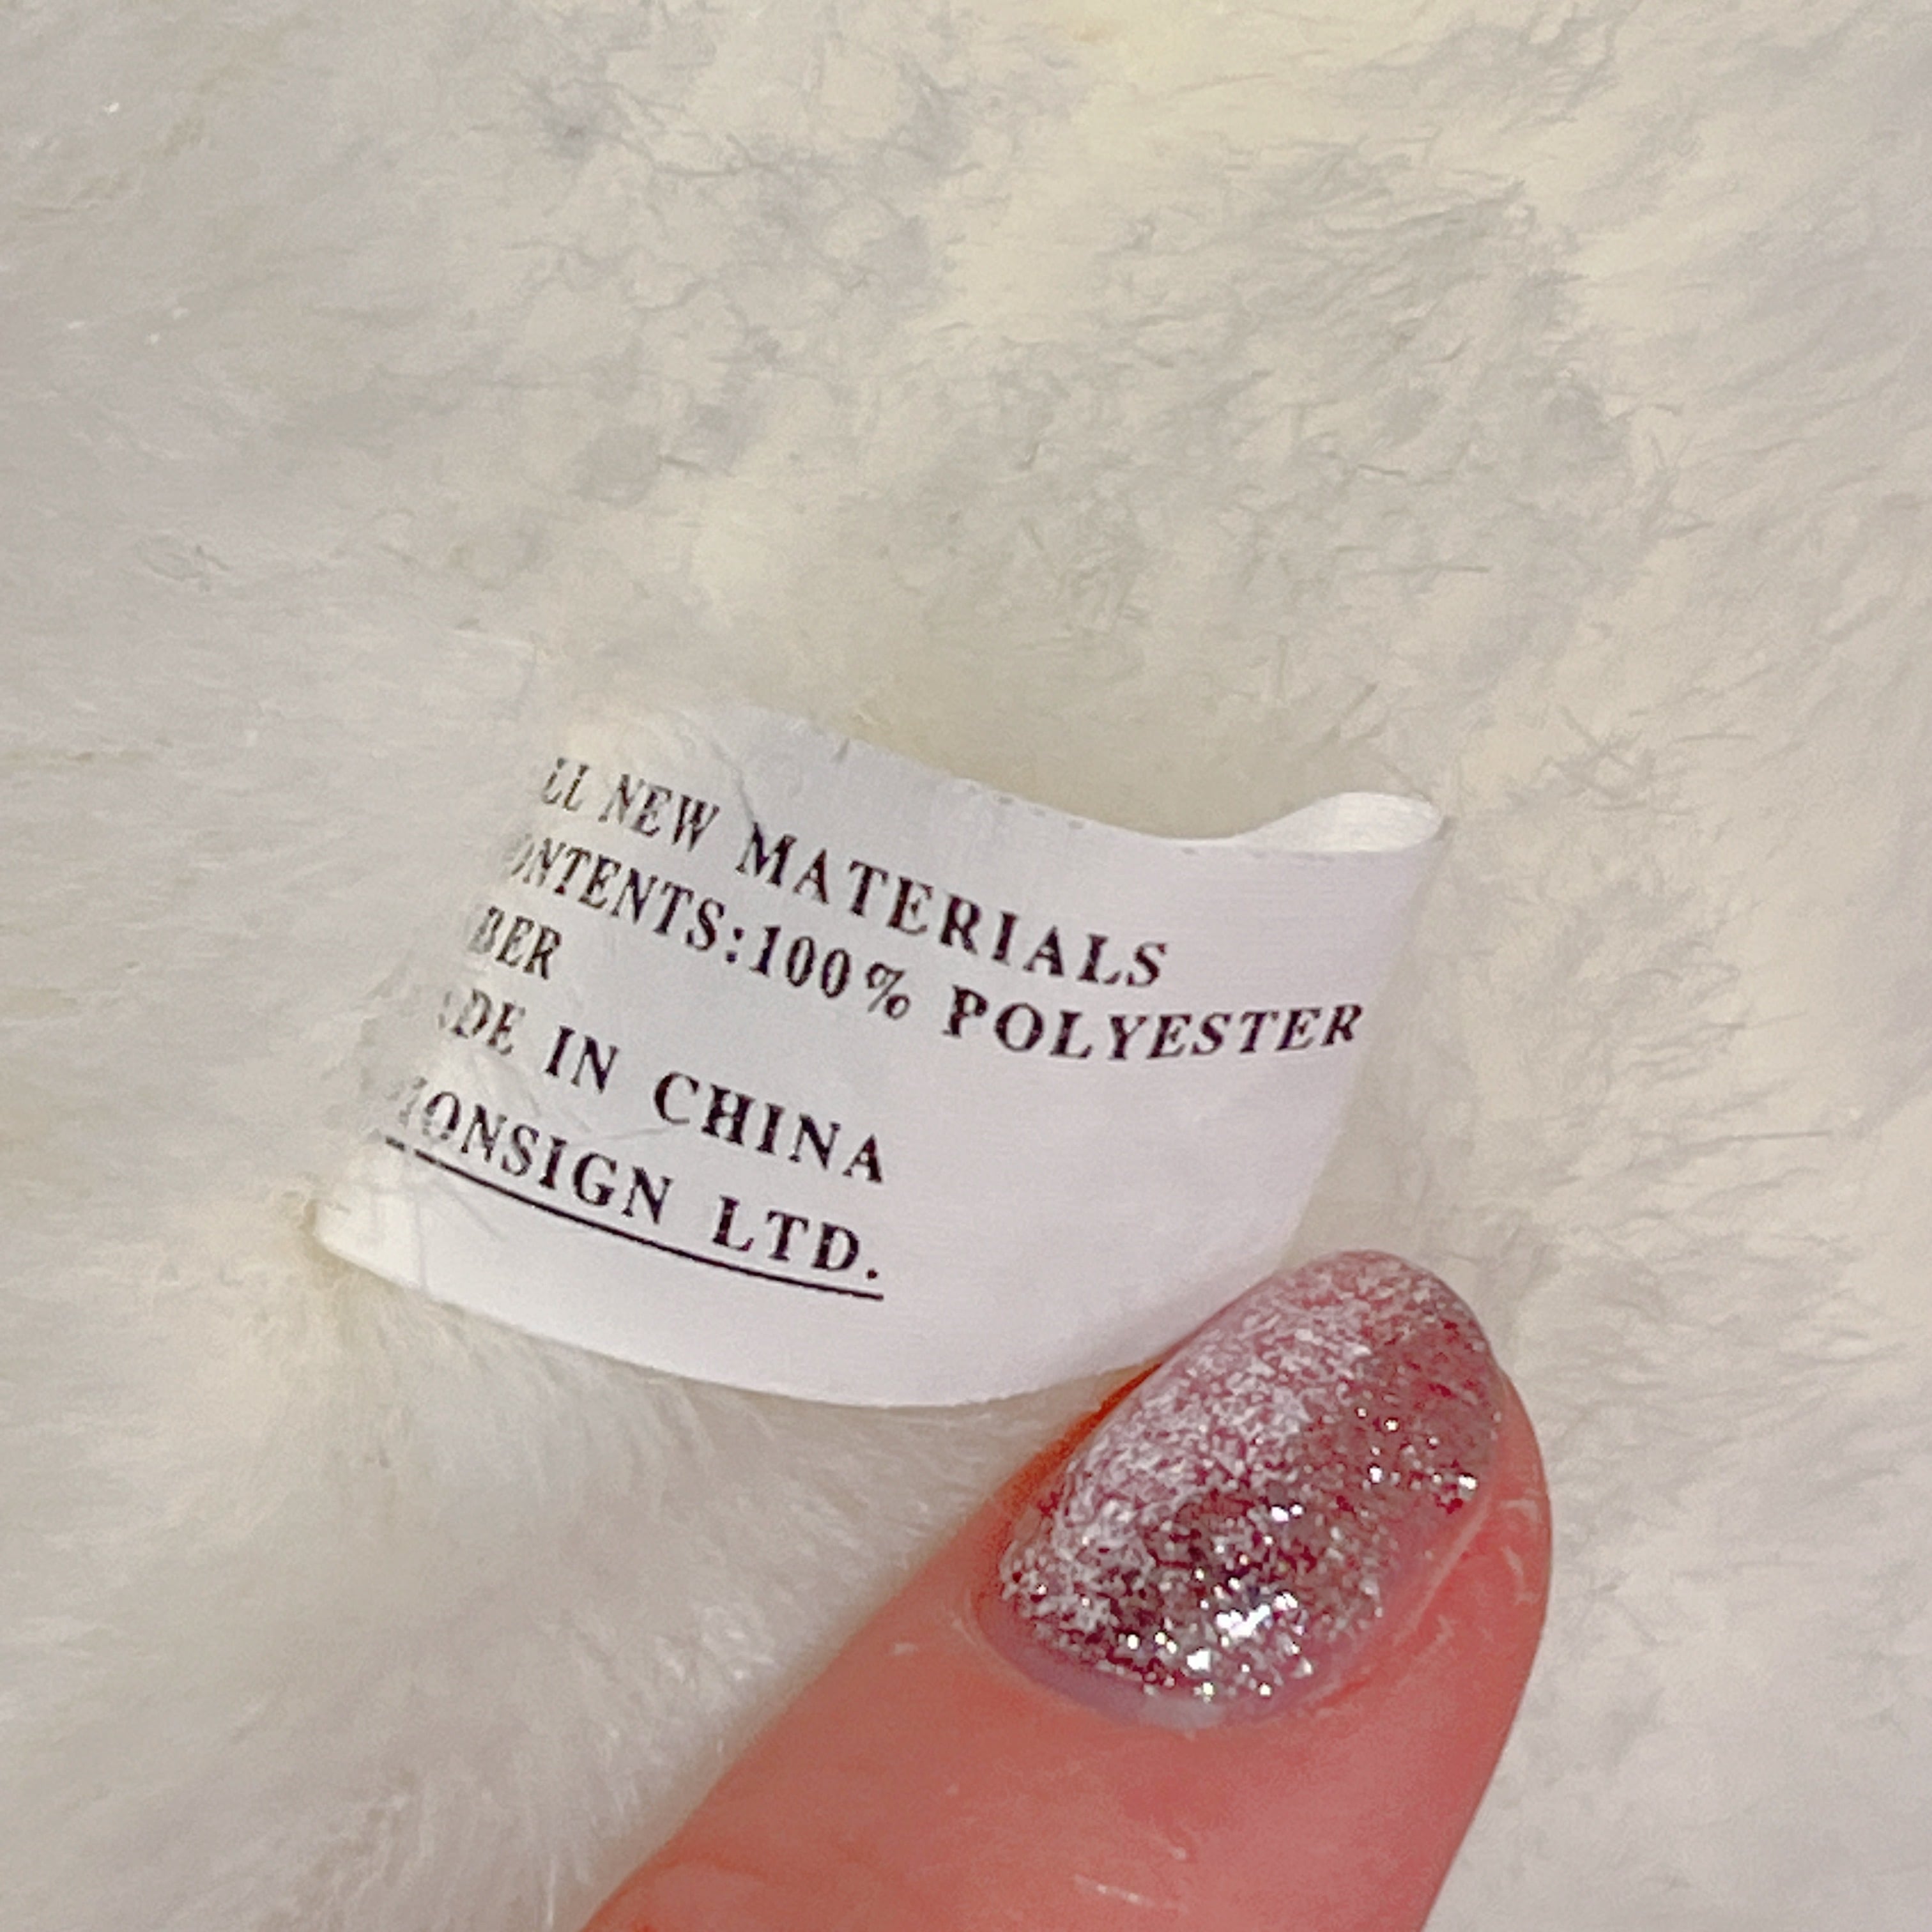 LL NEW MATERIALS
ONTENTS:100% POLYESTER
BER
DE IN CHINA
ONSIGN LTD.